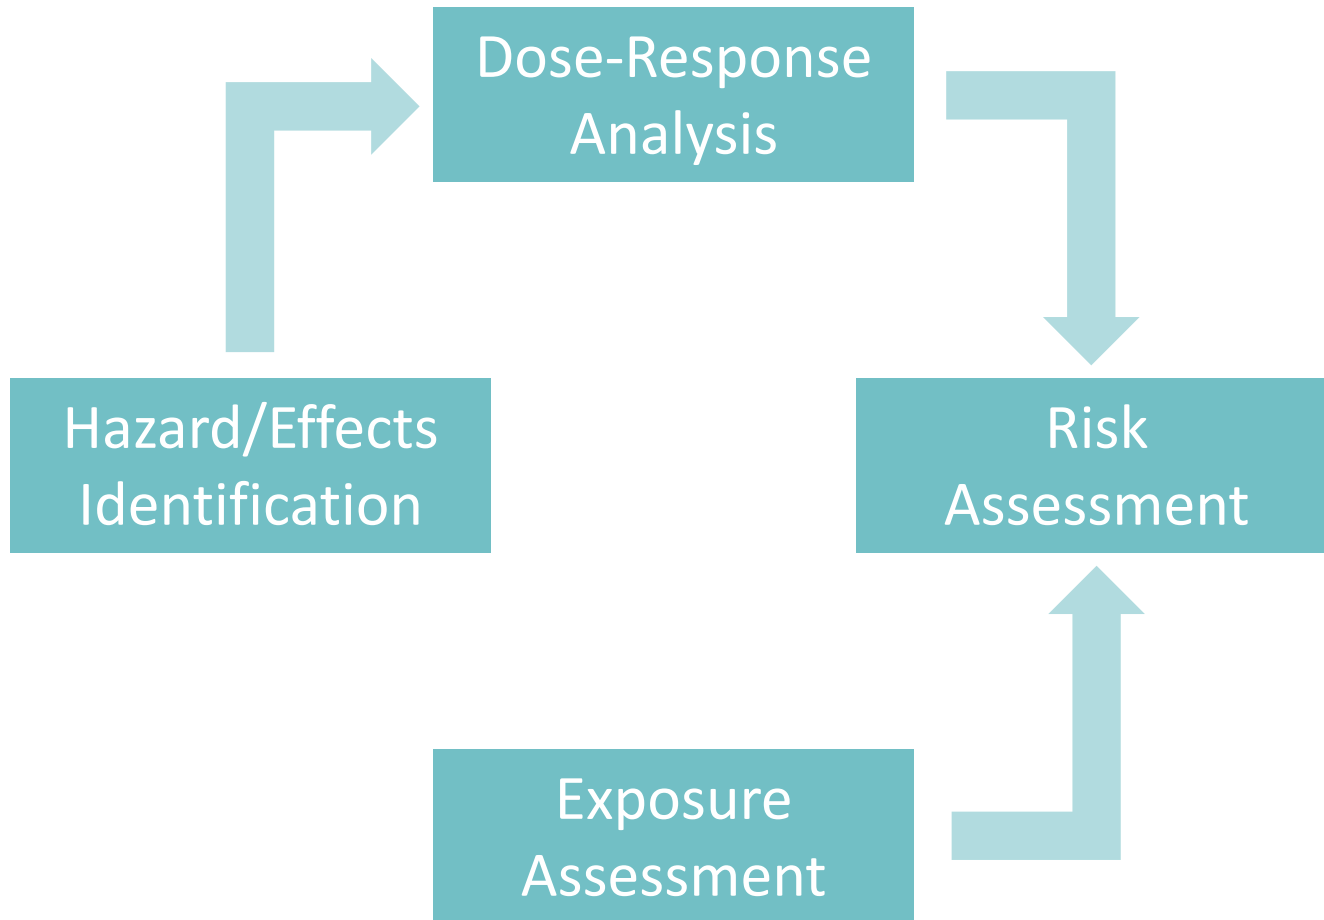 Dose-Response
Analysis
Hazard/Effects
Identification
Risk
Assessment
Exposure
Assessment